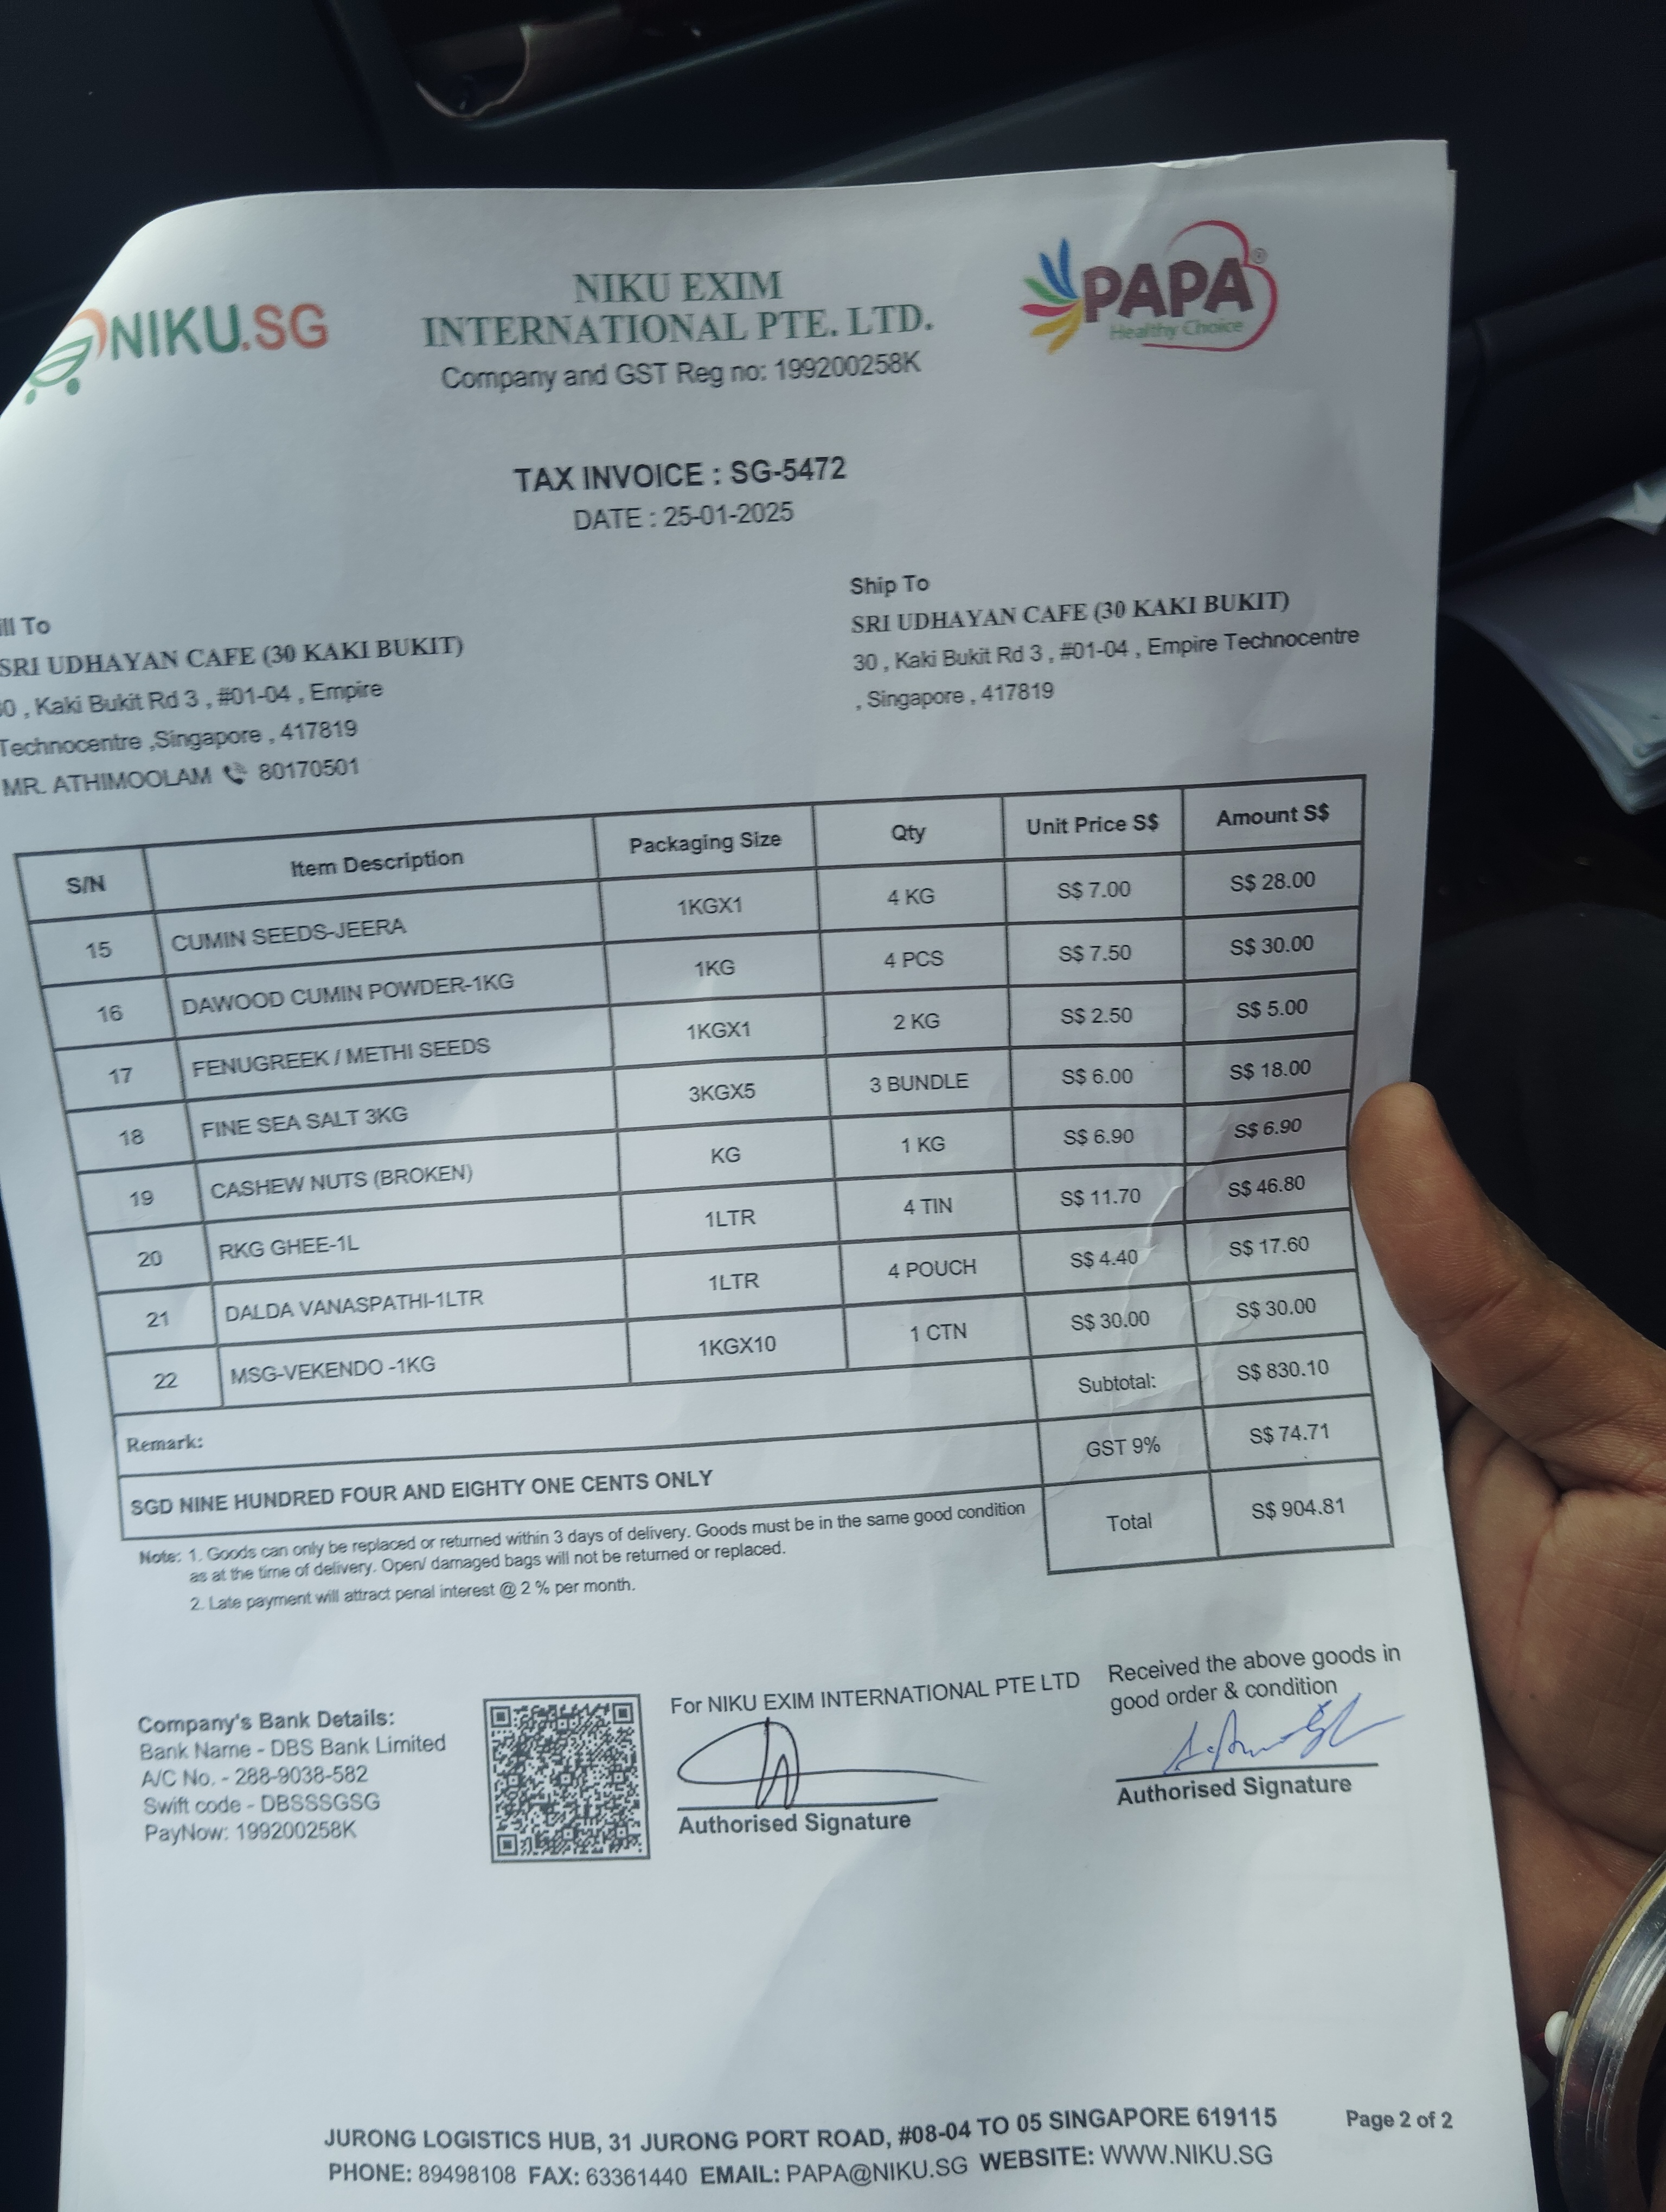 NIKU.SG
NIKU EXIM
INTERNATIONAL PTE. LTD.
Company and GST Reg no: 199200258K
PAPA®
Healthy Choice
TAX INVOICE : SG-5472
DATE : 25-01-2025
ill To
SRI UDHAYAN CAFE (30 KAKI BUKIT)
0 , Kaki Bukit Rd 3 , #01-04 , Empire
Technocentre ,Singapore , 417819
MR. ATHIMOOLAM 80170501
Ship To
SRI UDHAYAN CAFE (30 KAKI BUKIT)
30 , Kaki Bukit Rd 3 , #01-04 , Empire Technocentre
, Singapore , 417819
S/N Item Description Packaging Size Qty Unit Price S$ Amount S$
15 CUMIN SEEDS-JEERA 1KGX1 4 KG S$ 7.00 S$ 28.00
16 DAWOOD CUMIN POWDER-1KG 1KG 4 PCS S$ 7.50 S$ 30.00
17 FENUGREEK / METHI SEEDS 1KGX1 2 KG S$ 2.50 S$ 5.00
18 FINE SEA SALT 3KG 3KGX5 3 BUNDLE S$ 6.00 S$ 18.00
19 CASHEW NUTS (BROKEN) KG 1 KG S$ 6.90 S$ 6.90
20 RKG GHEE-1L 1LTR 4 TIN S$ 11.70 S$ 46.80
21 DALDA VANASPATHI-1LTR 1LTR 4 POUCH S$ 4.40 S$ 17.60
22 MSG-VEKENDO -1KG 1KGX10 1 CTN S$ 30.00 S$ 30.00
Subtotal: S$ 830.10
Remark:
GST 9% S$ 74.71
SGD NINE HUNDRED FOUR AND EIGHTY ONE CENTS ONLY
Total S$ 904.81
Note: 1. Goods can only be replaced or returned within 3 days of delivery. Goods must be in the same good condition
as at the time of delivery. Open/ damaged bags will not be returned or replaced.
2. Late payment will attract penal interest @ 2 % per month.
Company's Bank Details:
Bank Name - DBS Bank Limited
A/C No. - 288-9038-582
Swift code - DBSSSGSG
PayNow: 199200258K
For NIKU EXIM INTERNATIONAL PTE LTD
Authorised Signature
Received the above goods in
good order & condition
Authorised Signature
JURONG LOGISTICS HUB, 31 JURONG PORT ROAD, #08-04 TO 05 SINGAPORE 619115
PHONE: 89498108 FAX: 63361440 EMAIL: PAPA@NIKU.SG WEBSITE: WWW.NIKU.SG
Page 2 of 2